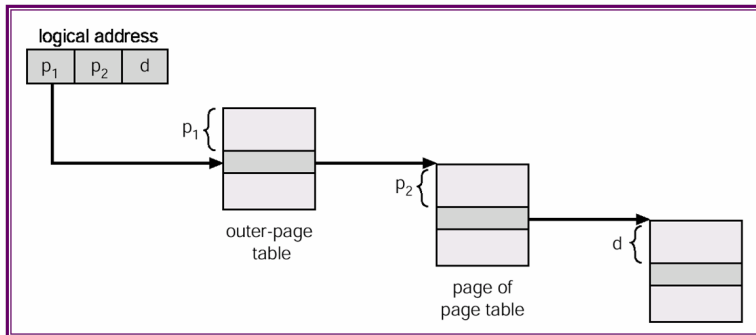 logical address
p₁ p₂ d
p₁
outer-page
table
p₂
page of
page table
d